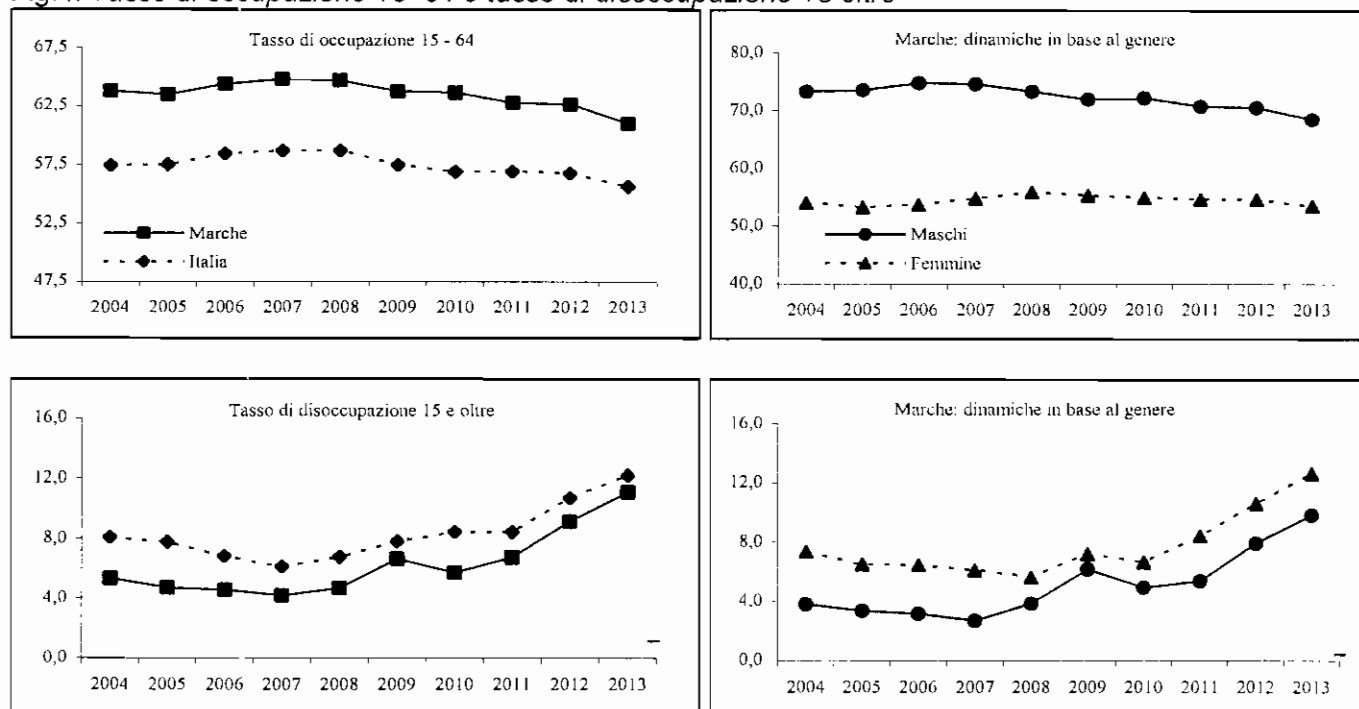 Tasso di occupazione 15 - 64
67,5
62,5
57,5
52,5
47,5
Marche
Italia
2004 2005 2006 2007 2008 2009 2010 2011 2012 2013
Marche: dinamiche in base al genere
80,0
70,0
60,0
50,0
40,0
Maschi
Femmine
2004 2005 2006 2007 2008 2009 2010 2011 2012 2013
Tasso di disoccupazione 15 e oltre
16,0
12,0
8,0
4,0
0,0
2004 2005 2006 2007 2008 2009 2010 2011 2012 2013
Marche: dinamiche in base al genere
16,0
12,0
8,0
4,0
0,0
2004 2005 2006 2007 2008 2009 2010 2011 2012 2013